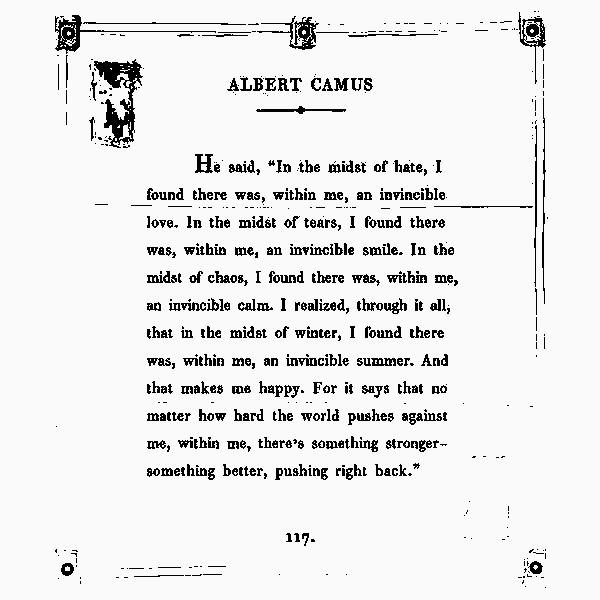 ALBERT CAMUS
He said, “In the midst of hate, I
found there was, within me, an invincible
love. In the midst of tears, I found there
was, within me, an invincible smile. In the
midst of chaos, I found there was, within me,
an invincible calm. I realized, through it all,
that in the midst of winter, I found there
was, within me, an invincible summer. And
that makes me happy. For it says that no
matter how hard the world pushes against
me, within me, there’s something stronger–
something better, pushing right back.”
117.